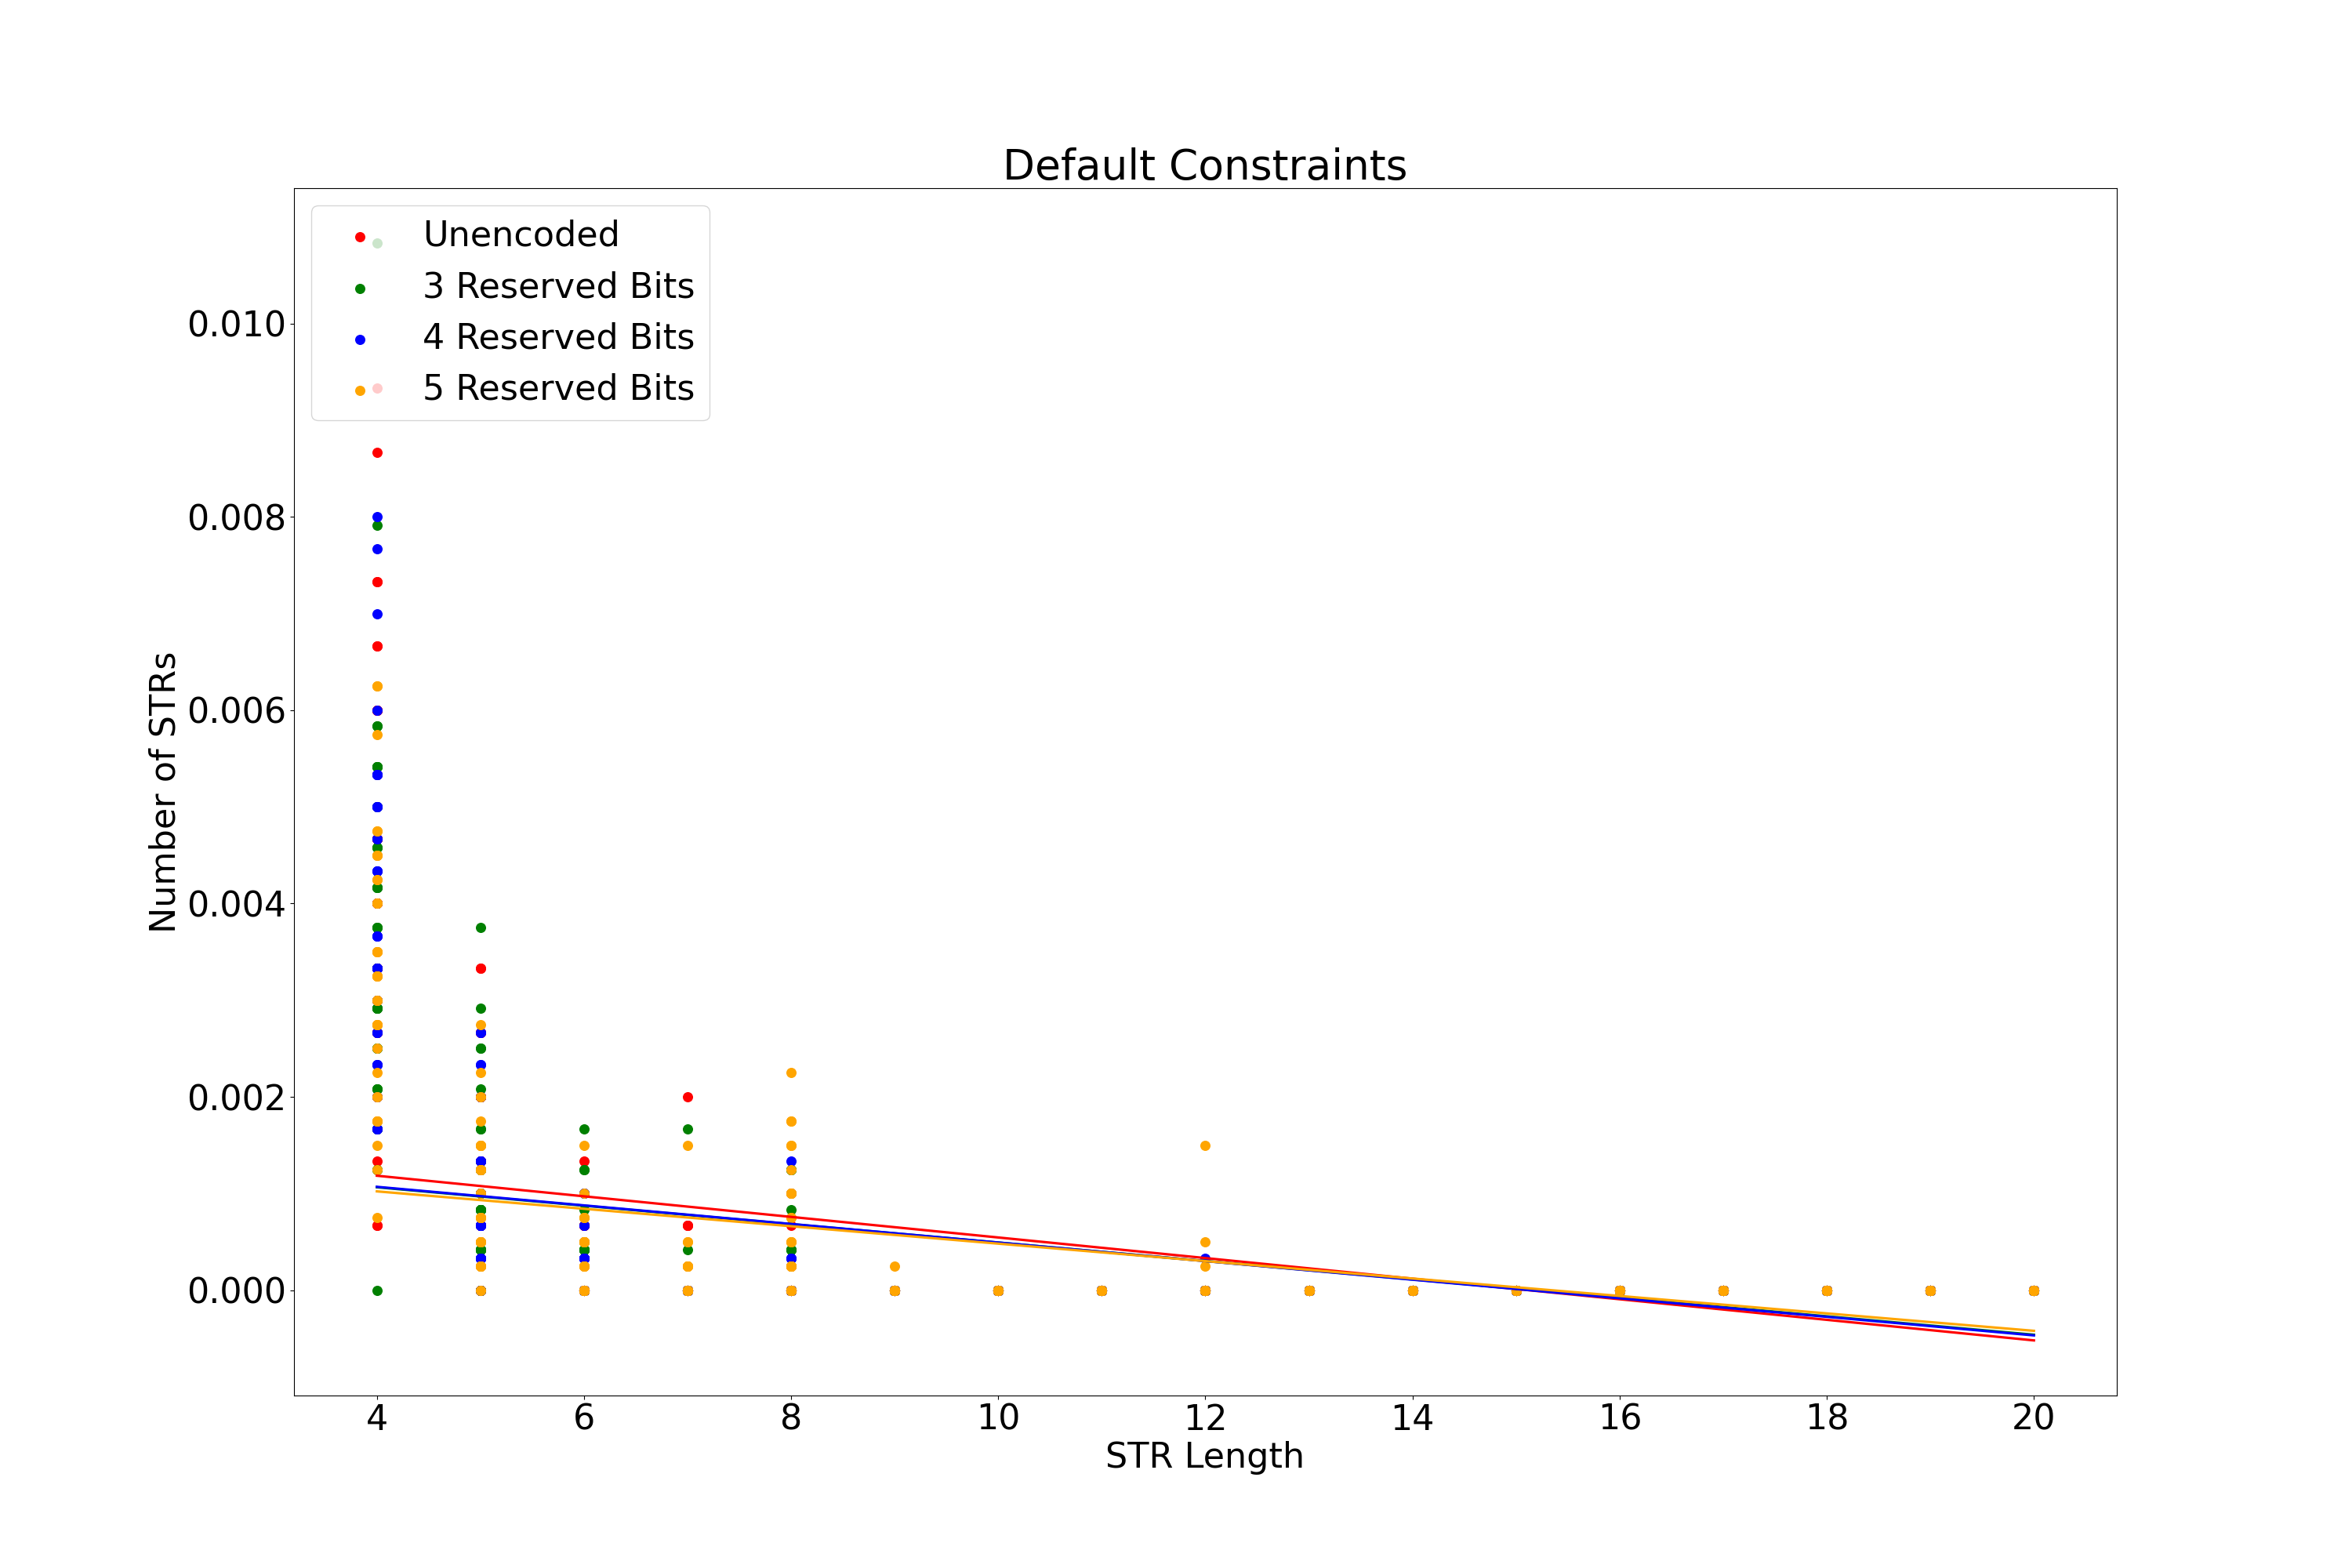 Default Constraints
Unencoded
3 Reserved Bits
4 Reserved Bits
5 Reserved Bits
0.010
0.008
0.006
0.004
0.002
0.000
Number of STRs
4 6 8 10 12 14 16 18 20
STR Length